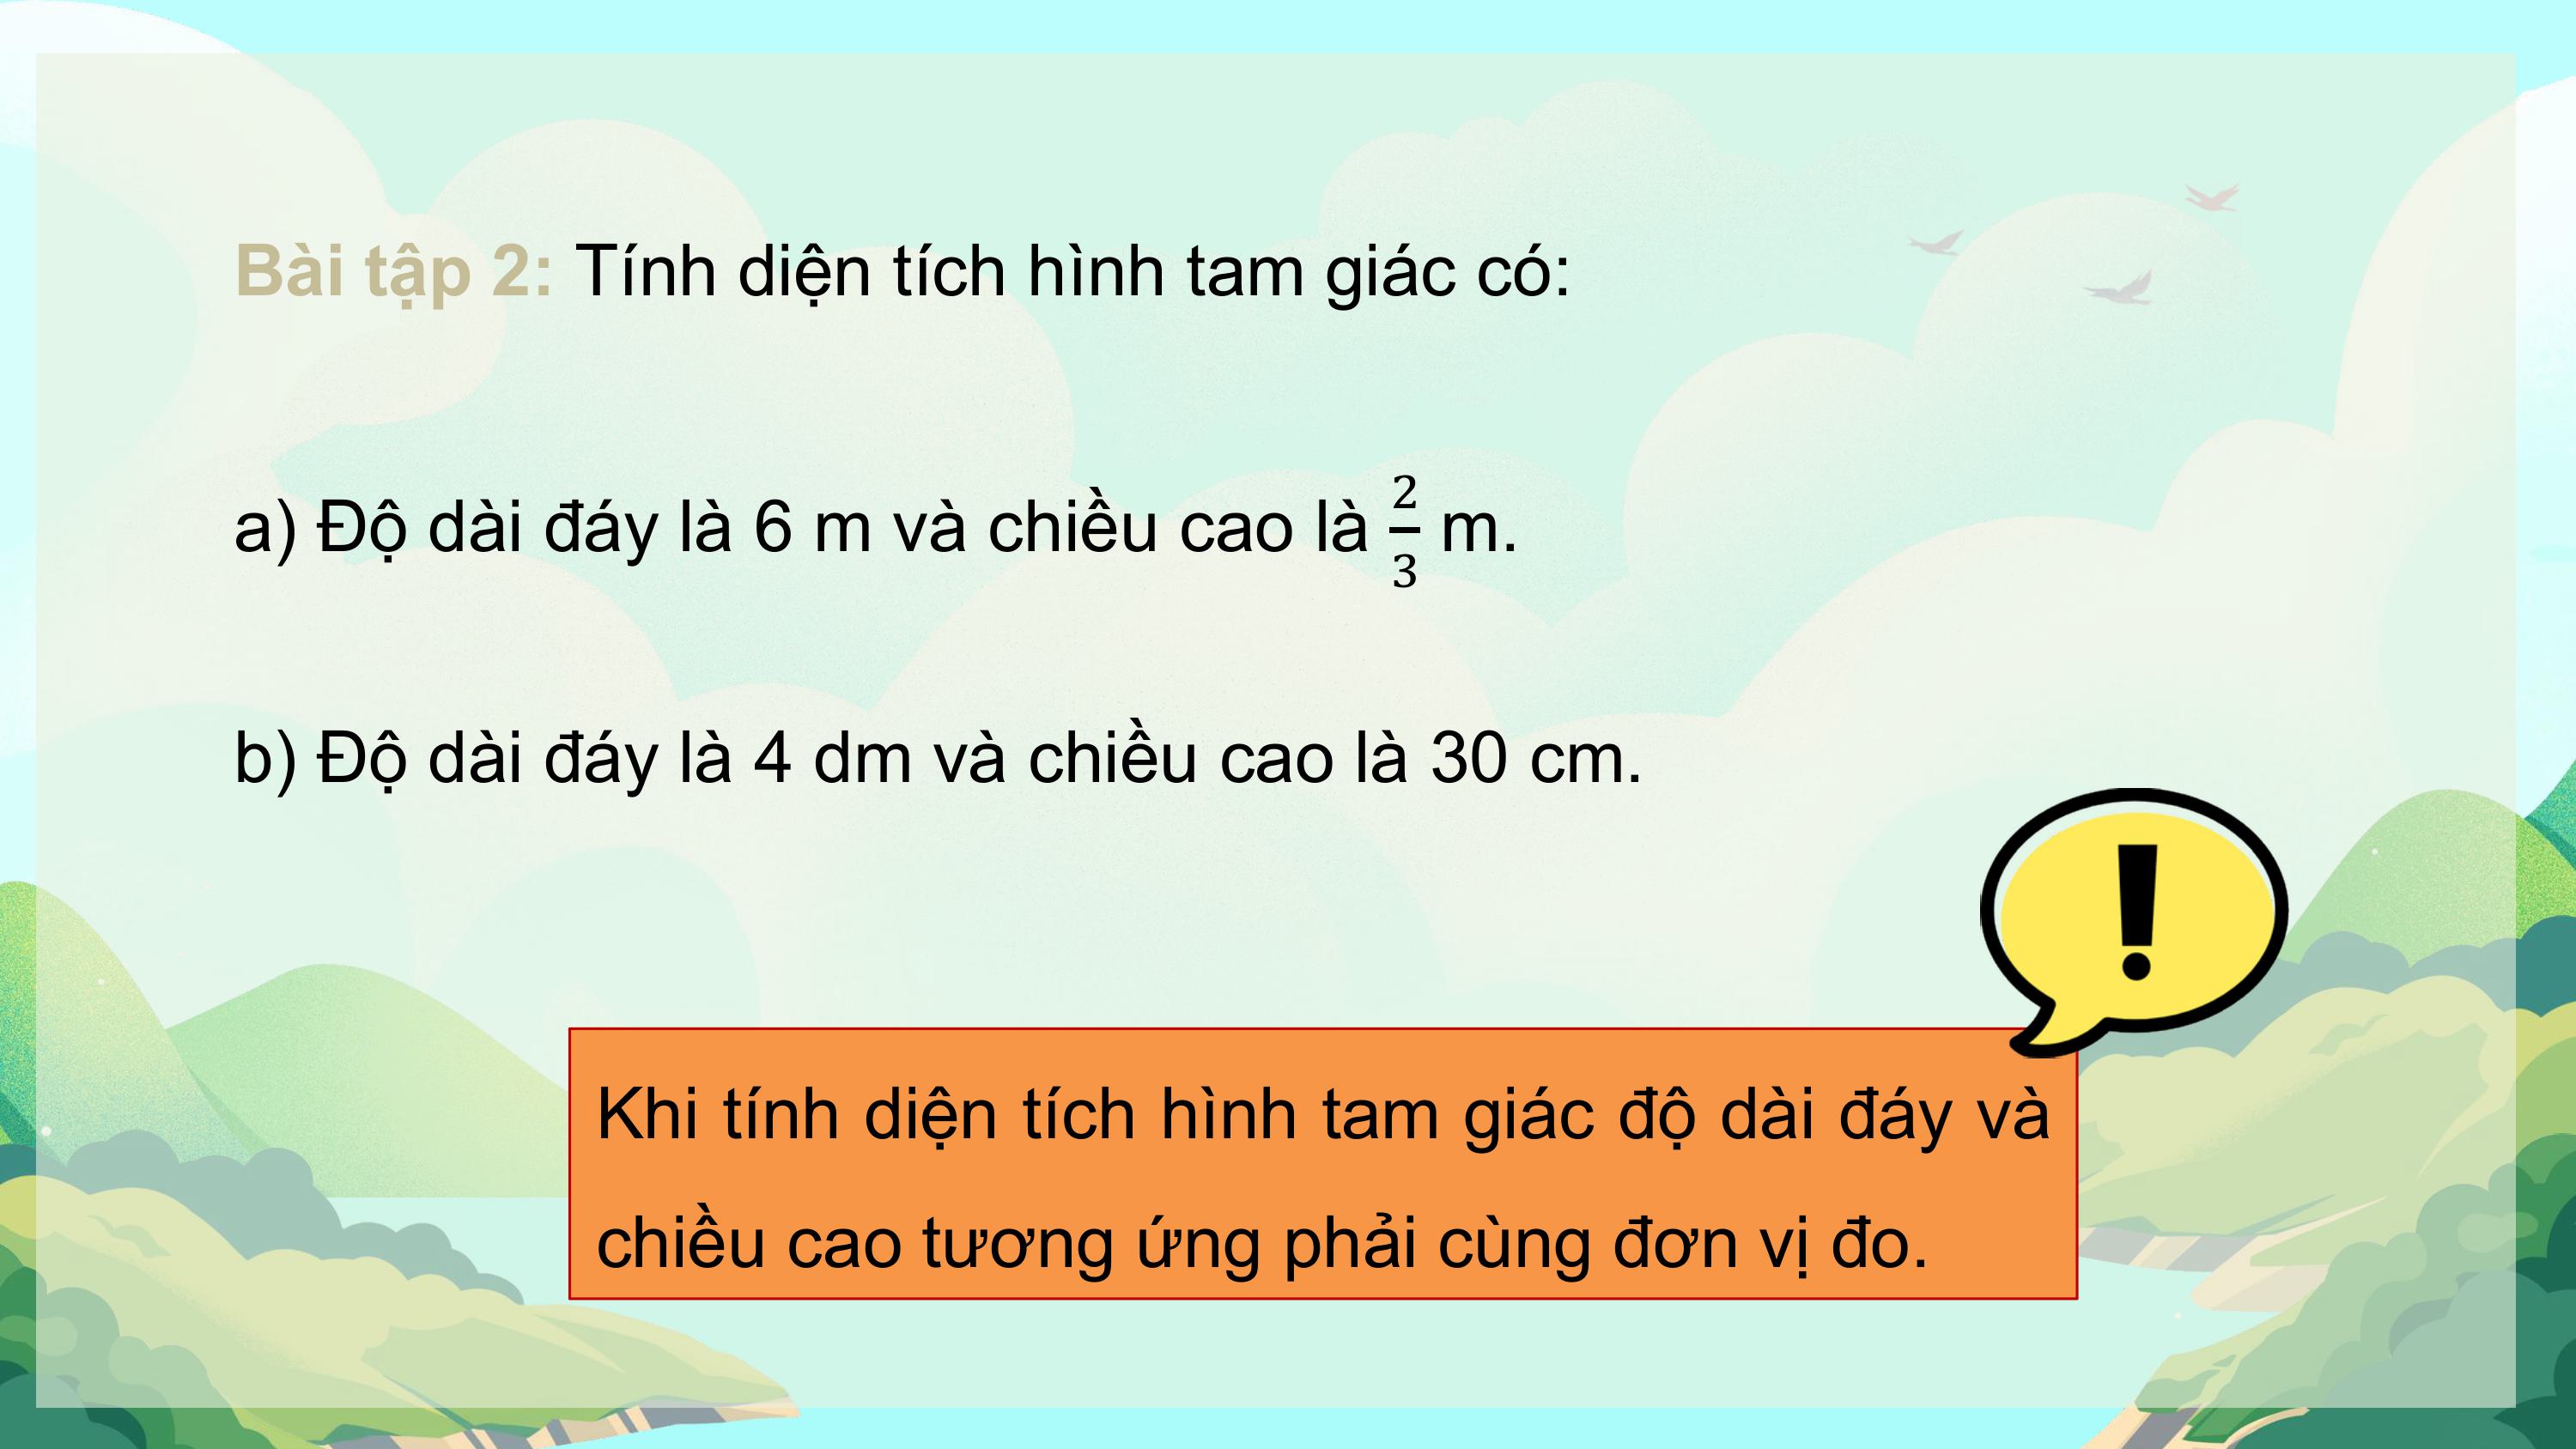 Bài tập 2: Tính diện tích hình tam giác có:
a) Độ dài đáy là 6 m và chiều cao là 2/3 m.
b) Độ dài đáy là 4 dm và chiều cao là 30 cm.
!
Khi tính diện tích hình tam giác độ dài đáy và
chiều cao tương ứng phải cùng đơn vị đo.